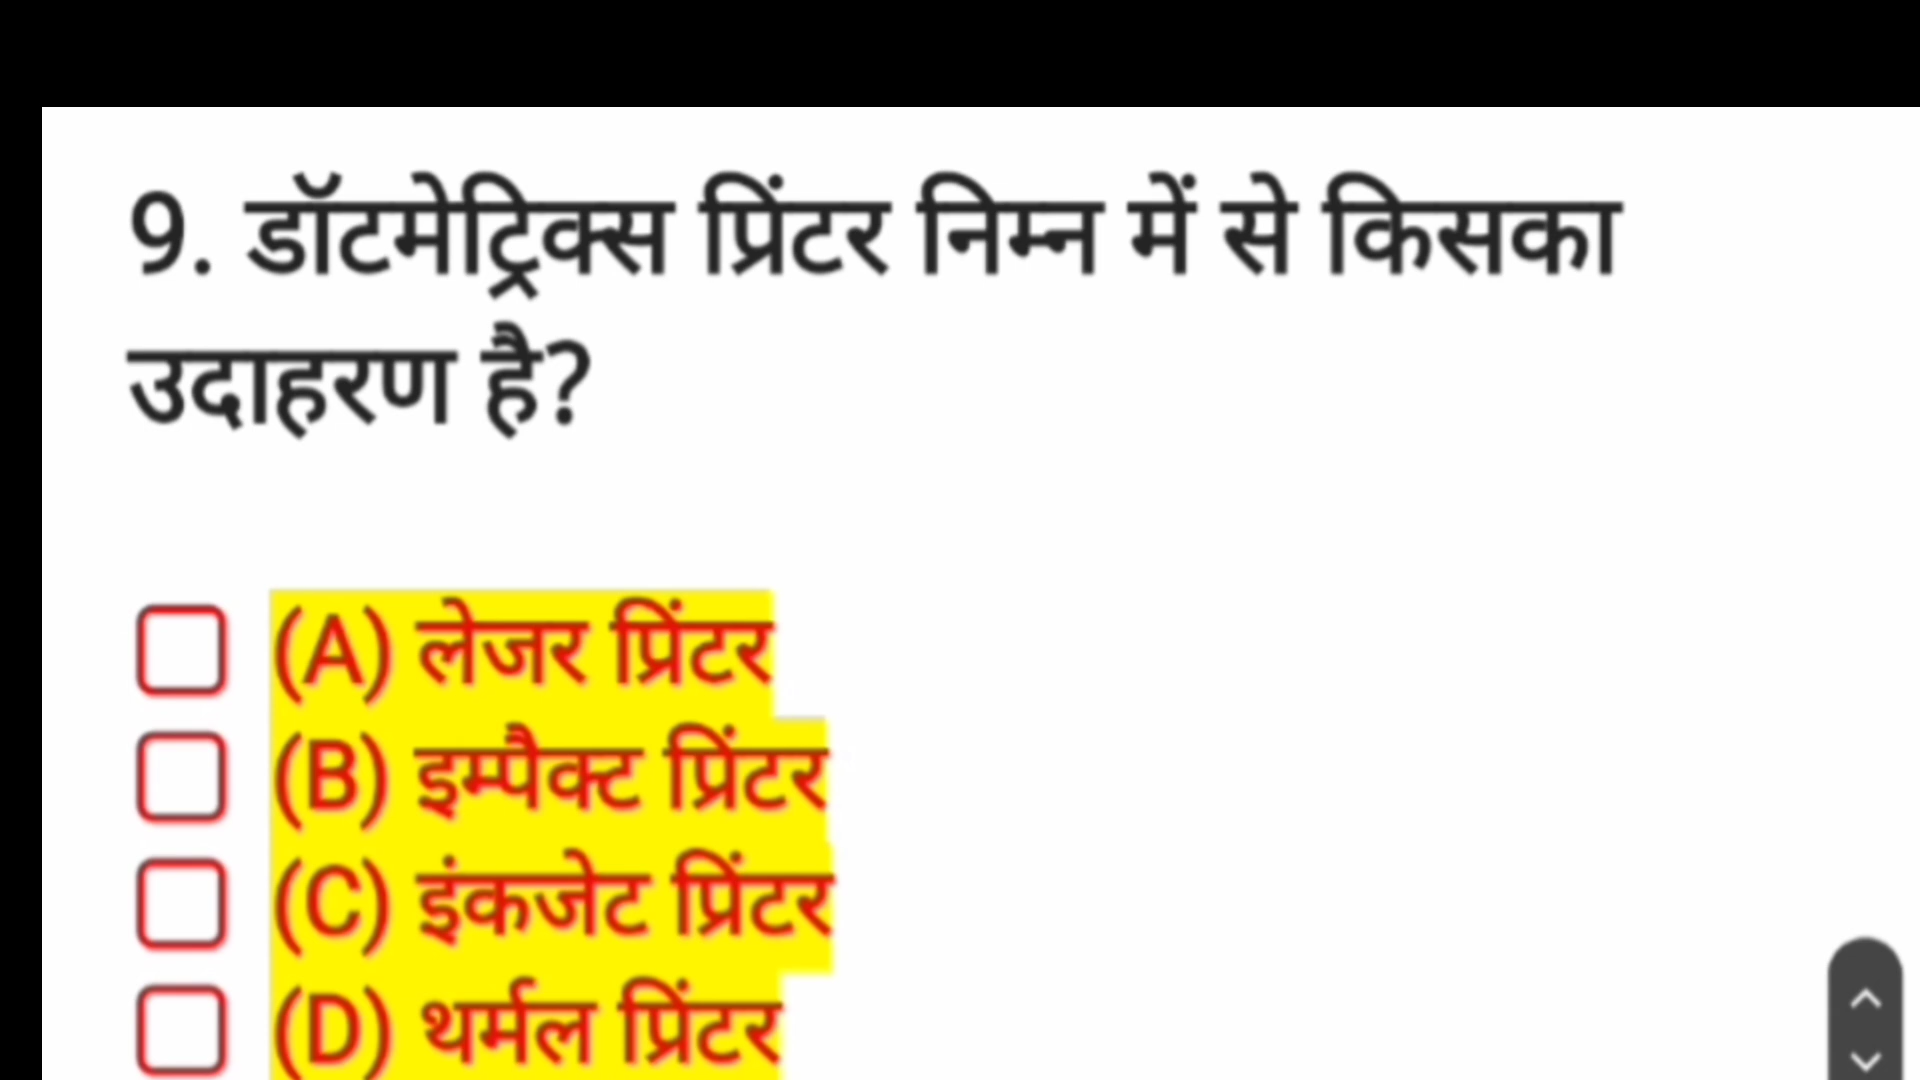 9. डॉटमेट्रिक्स प्रिंटर निम्न में से किसका
उदाहरण है?
(A) लेजर प्रिंटर
(B) इम्पैक्ट प्रिंटर
(C) इंकजेट प्रिंटर
(D) थर्मल प्रिंटर